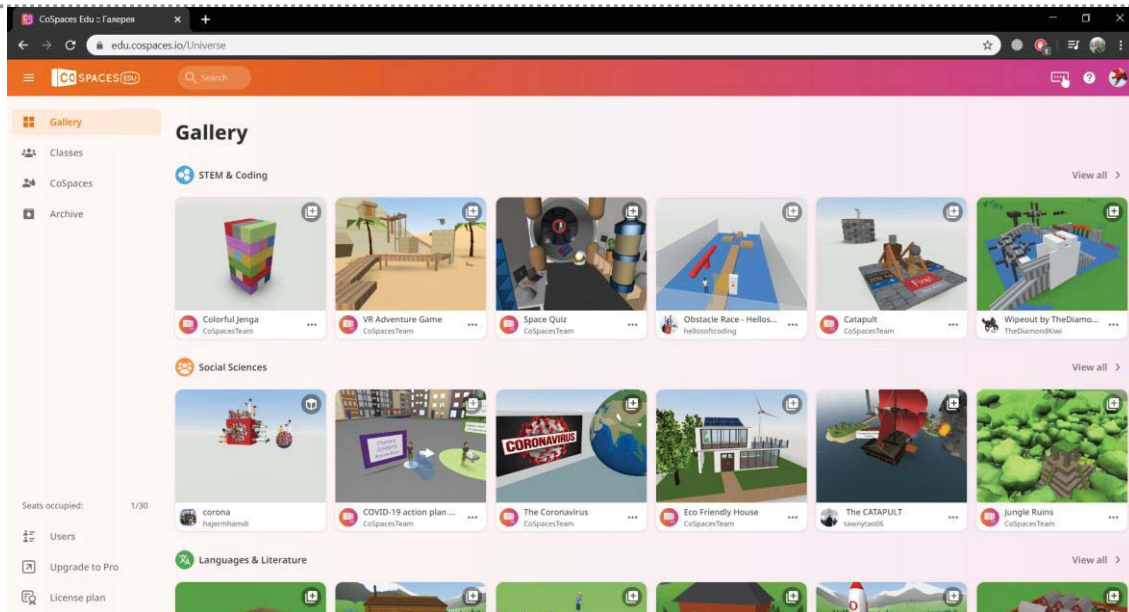 CoSpaces Edu :: Галерея
edu.cospaces.io/Universe
CO SPACES EDU
Search
Gallery
Classes
CoSpaces
Archive
Seats occupied: 1/30
Users
Upgrade to Pro
License plan
Gallery
STEM & Coding View all
Colorful Jenga
CoSpacesTeam
VR Adventure Game
CoSpacesTeam
Space Quiz
CoSpacesTeam
Obstacle Race - Hellos...
hellosoftcoding
Fire!
Catapult
CoSpacesTeam
Wipeout by TheDiamo...
TheDiamondKiwi
Social Sciences View all
corona
hajermhamdi
COVID-19 action plan ...
CoSpacesTeam
CORONAVIRUS
The Coronavirus
CoSpacesTeam
Eco Friendly House
CoSpacesTeam
The CATAPULT
tawnytao06
Jungle Ruins
CoSpacesTeam
Languages & Literature View all